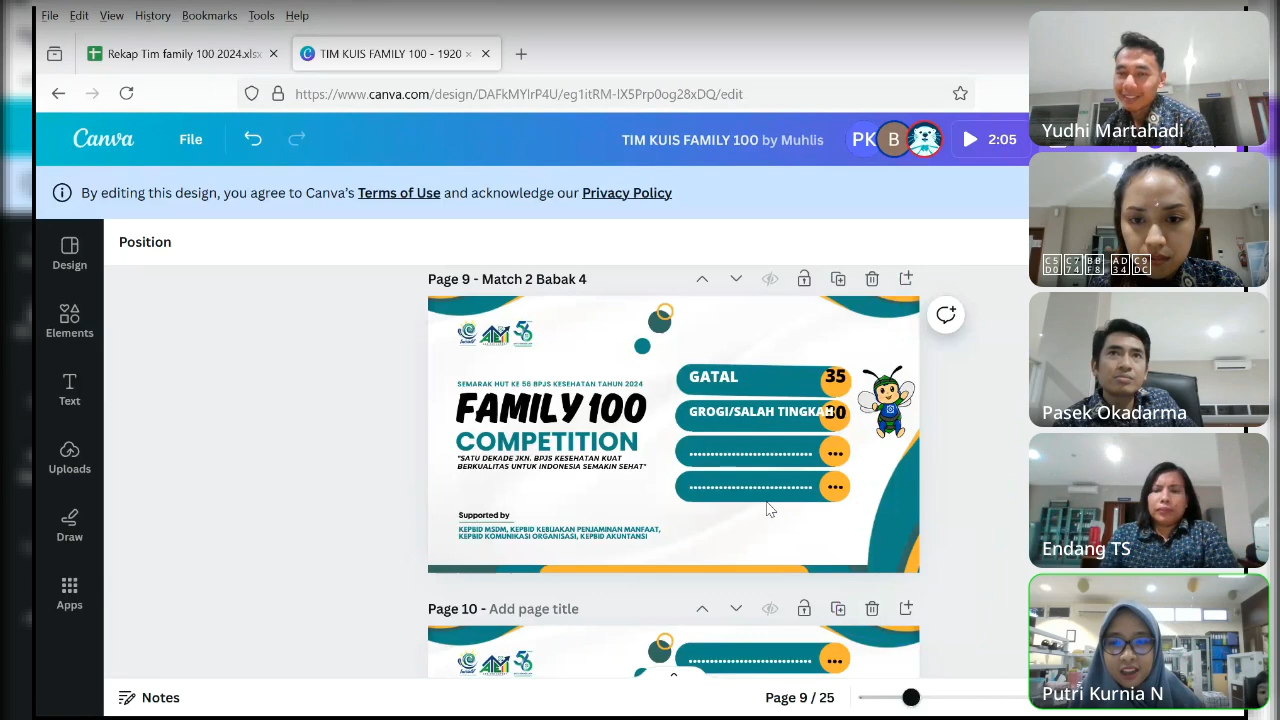 File Edit View History Bookmarks Tools Help
Rekap Tim family 100 2024.xls
TIM KUIS FAMILY 100 - 1920
https://www.canva.com
Canva File TIM KUIS FAMILY 100 by Muhlis PK B 2:05
By editing this design, you agree to Canva's Terms of Use and acknowledge our Privacy Policy
Position
Design
Elements
Text
Uploads
Draw
Apps
Page 9 - Match 2 Babak 4
SEMARAK HUT KE 56 BPJS KESEHATAN TAHUN 2024
FAMILY 100
COMPETITION
"SATU DEKADE JKN. BPJS KESEHATAN KUAT
BERKUALITAS UNTUK INDONESIA SEMAKIN SEHAT"
Supported by
KEPBID MSDM, KEPBID KEBIJAKAN PENJAMINAN MANFAAT,
KEPBID KOMUNIKASI ORGANISASI, KEPBID AKUNTANSI
GATAL 35
GROGI/SALAH TINGKAH 30
............................... ...
............................... ...
Page 10 - Add page title
............................... ...
Notes
Page 9 / 25
Yudhi Martahadi
Pasek Okadarma
Endang TS
Putri Kurnia N